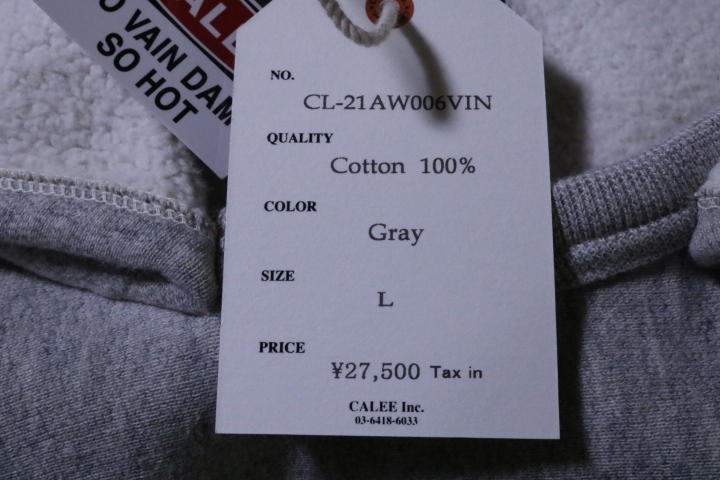 VAIN DAM
SO HOT
NO.
CL-21AW006VIN
QUALITY
Cotton 100%
COLOR
Gray
SIZE
L
PRICE
¥27,500 Tax in
CALEE Inc.
03-6418-6033